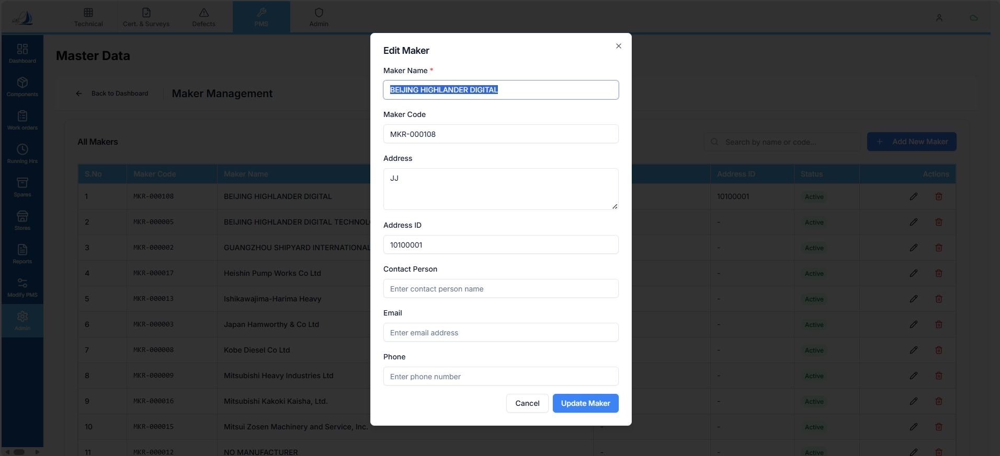 Technical
Cert. & Surveys
Defects
PMS
Admin
Dashboard
Components
Work orders
Running Hrs
Spares
Stores
Reports
Modify PMS
Admin
Master Data
Back to Dashboard
Maker Management
All Makers
Search by name or code...
Add New Maker
S.No Maker Code Maker Name Address ID Status Actions
1 MKR-000108 BEIJING HIGHLANDER DIGITAL 10100001 Active
2 MKR-000005 BEIJING HIGHLANDER DIGITAL - Active
3 MKR-000002 GUANGZHOU SHIPYARD INTERNATIONAL - Active
4 MKR-000017 Heishin Pump Works Co Ltd - Active
5 MKR-000013 Ishikawajima-Harima Heavy - Active
6 MKR-000003 Japan Hamworthy & Co Ltd - Active
7 MKR-000008 Kobe Diesel Co Ltd - Active
8 MKR-000009 Mitsubishi Heavy Industries Ltd - Active
9 MKR-000016 Mitsubishi Kakoki Kaisha, Ltd. - Active
10 MKR-000015 Mitsui Zosen Machinery and Service, Inc. - - Active
11 MKR-000012 NO MANUFACTURER - - Active
Edit Maker
Maker Name *
BEIJING HIGHLANDER DIGITAL
Maker Code
MKR-000108
Address
JJ
Address ID
10100001
Contact Person
Enter contact person name
Email
Enter email address
Phone
Enter phone number
Cancel
Update Maker